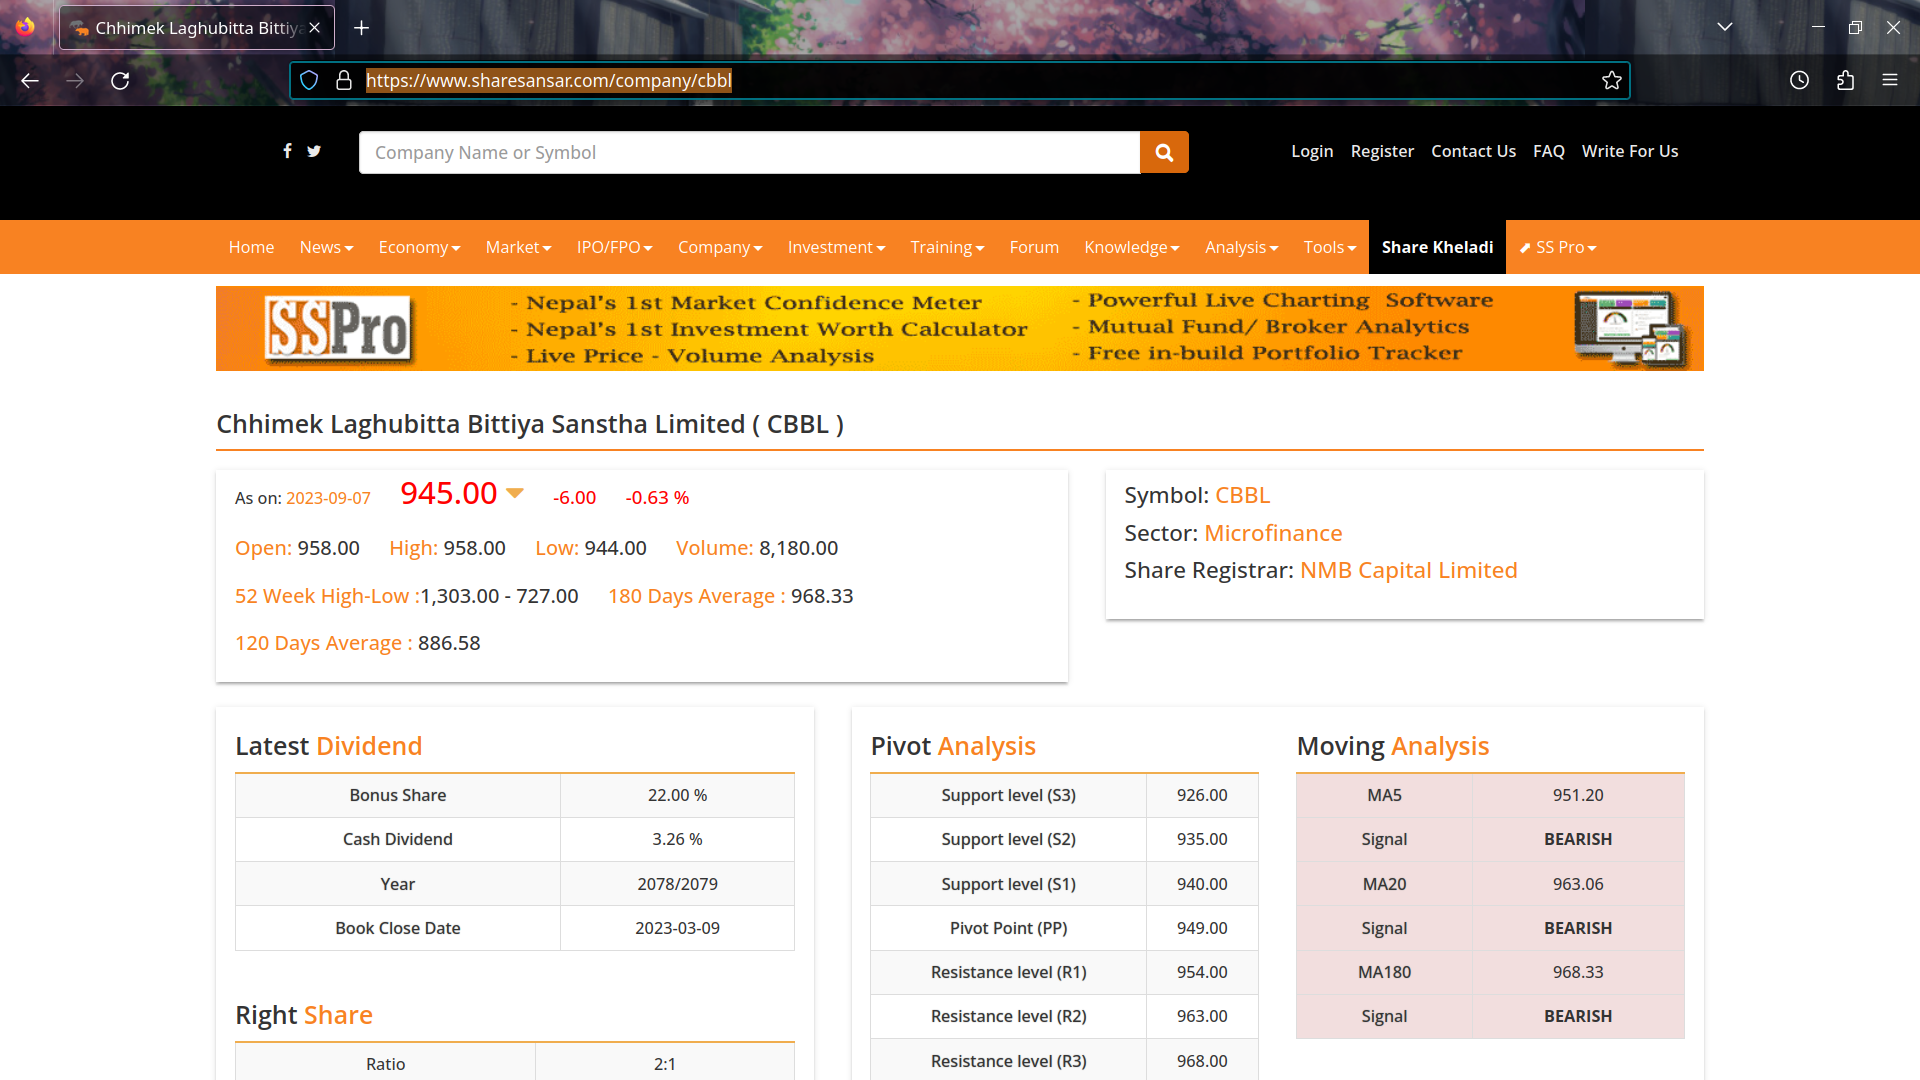 Chhimek Laghubitta Bittiya
https://www.sharesansar.com/company/cbbl
Company Name or Symbol
Login Register Contact Us FAQ Write For Us
Home News Economy Market IPO/FPO Company Investment Training Forum Knowledge Analysis Tools Share Kheladi SS Pro
SSPro
- Nepal's 1st Market Confidence Meter
- Nepal's 1st Investment Worth Calculator
- Live Price - Volume Analysis
- Powerful Live Charting Software
- Mutual Fund/ Broker Analytics
- Free in-build Portfolio Tracker
Chhimek Laghubitta Bittiya Sanstha Limited ( CBBL )
As on: 2023-09-07 945.00 -6.00 -0.63 %
Open: 958.00 High: 958.00 Low: 944.00 Volume: 8,180.00
52 Week High-Low :1,303.00 - 727.00 180 Days Average : 968.33
120 Days Average : 886.58
Symbol: CBBL
Sector: Microfinance
Share Registrar: NMB Capital Limited
Latest Dividend
Bonus Share 22.00 %
Cash Dividend 3.26 %
Year 2078/2079
Book Close Date 2023-03-09
Right Share
Ratio 2:1
Pivot Analysis
Support level (S3) 926.00
Support level (S2) 935.00
Support level (S1) 940.00
Pivot Point (PP) 949.00
Resistance level (R1) 954.00
Resistance level (R2) 963.00
Resistance level (R3) 968.00
Moving Analysis
MA5 951.20
Signal BEARISH
MA20 963.06
Signal BEARISH
MA180 968.33
Signal BEARISH